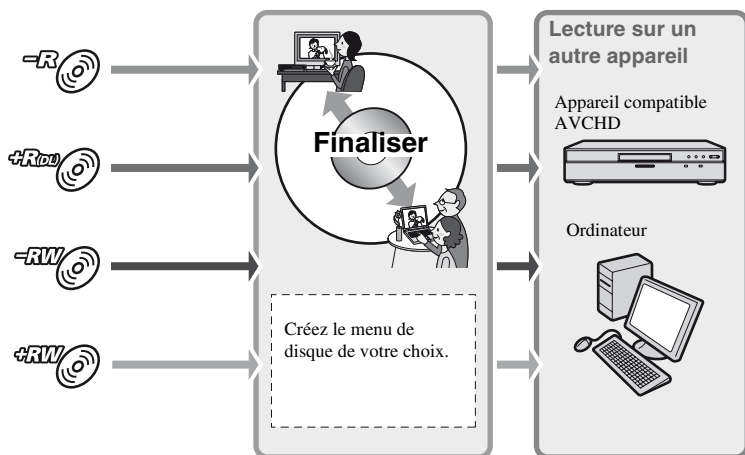 -R
+R(DL)
-RW
+RW
Finaliser
Créez le menu de
disque de votre choix.
Lecture sur un
autre appareil
Appareil compatible
AVCHD
Ordinateur